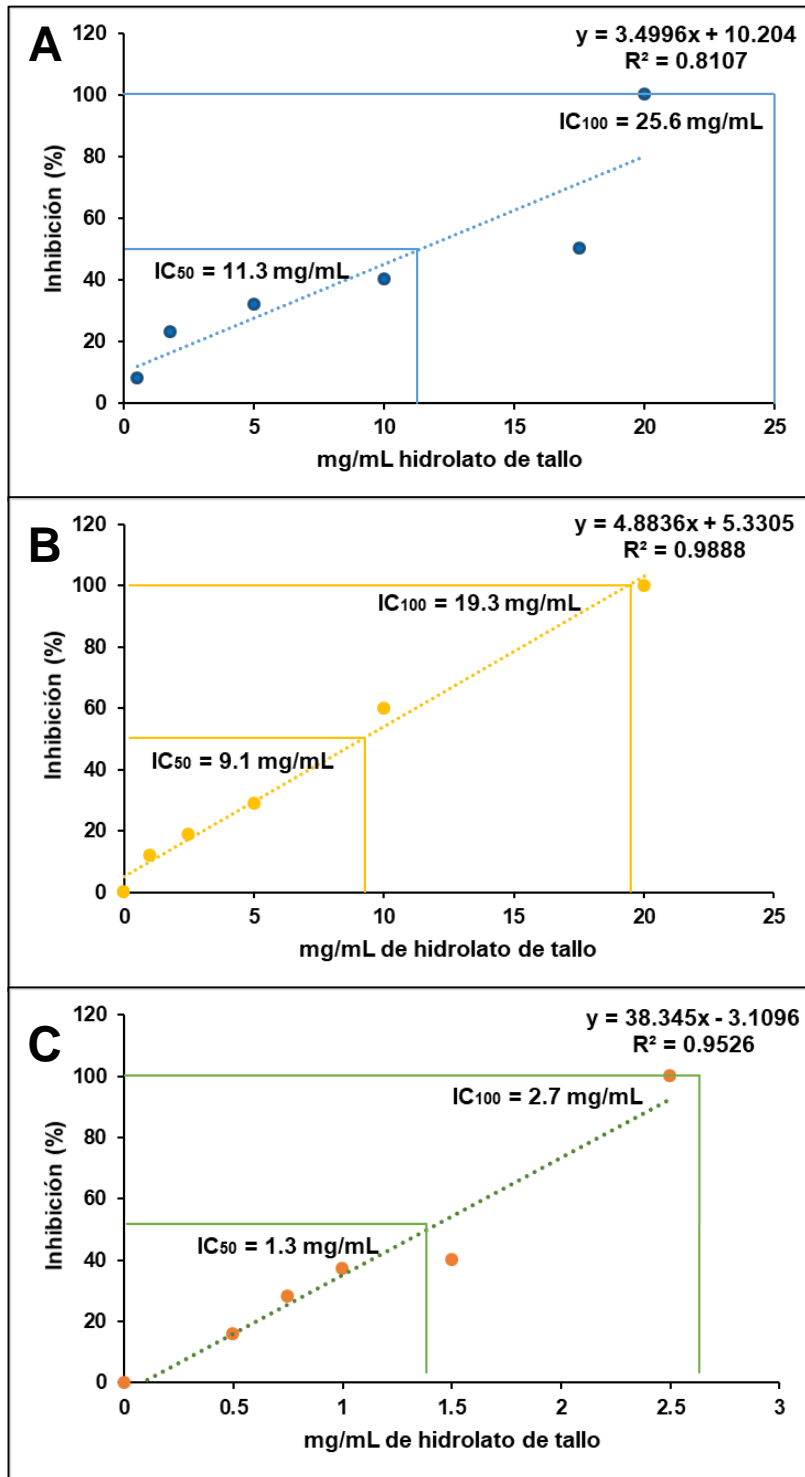 A
y = 3.4996x + 10.204
R² = 0.8107
120
100
80
60
40
20
0
Inhibición (%)
IC₁₀₀ = 25.6 mg/mL
IC₅₀ = 11.3 mg/mL
0 5 10 15 20 25
mg/mL hidrolato de tallo
B
y = 4.8836x + 5.3305
R² = 0.9888
120
100
80
60
40
20
0
Inhibición (%)
IC₁₀₀ = 19.3 mg/mL
IC₅₀ = 9.1 mg/mL
0 5 10 15 20 25
mg/mL de hidrolato de tallo
C
y = 38.345x - 3.1096
R² = 0.9526
120
100
80
60
40
20
0
Inhibición (%)
IC₁₀₀ = 2.7 mg/mL
IC₅₀ = 1.3 mg/mL
0 0.5 1 1.5 2 2.5 3
mg/mL de hidrolato de tallo